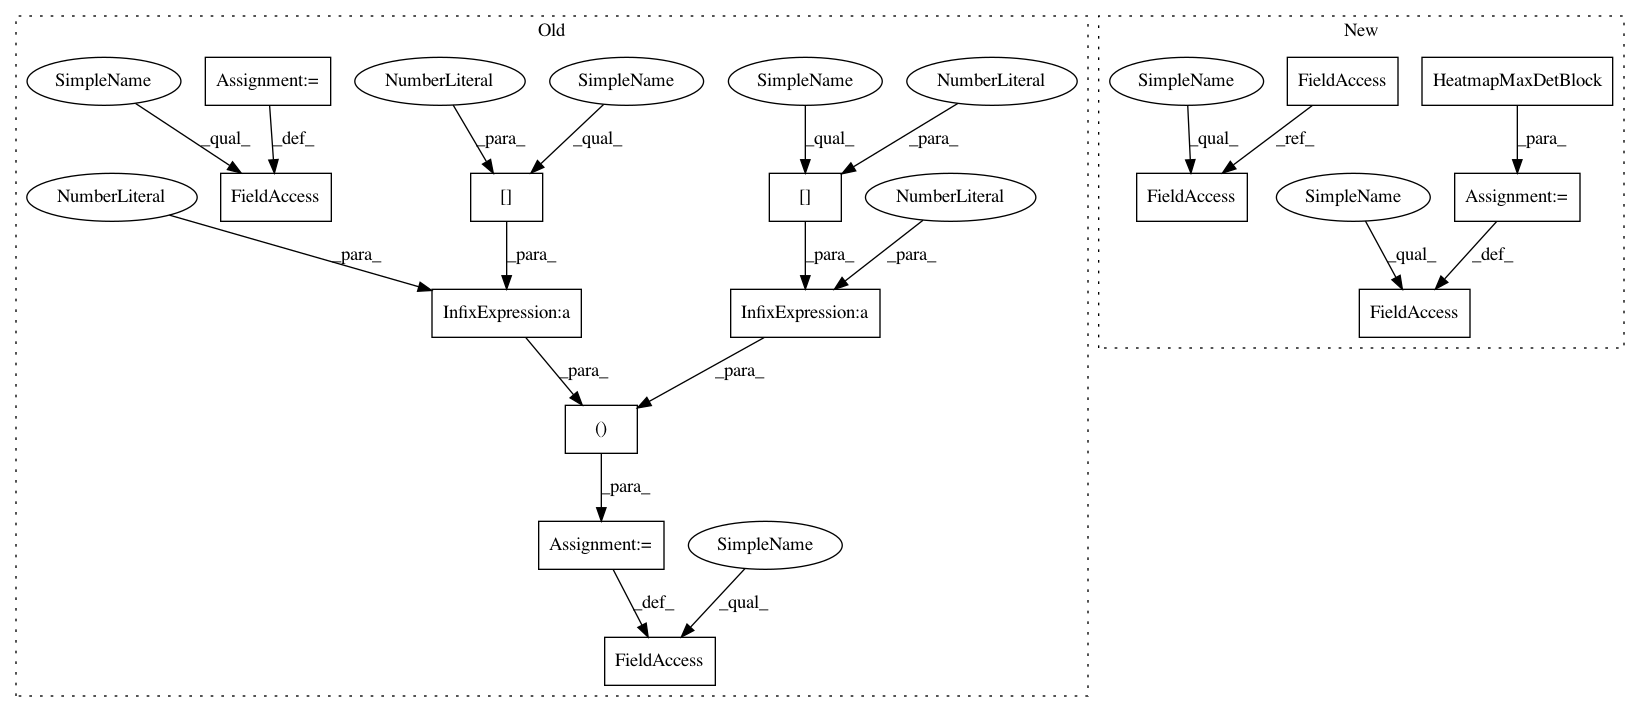 Old
New
SimpleName
Assignment:=
NumberLiteral
SimpleName
SimpleName
NumberLiteral
SimpleName
FieldAccess
HeatmapMaxDetBlock
_qual_
_def_
_para_
_qual_
_qual_
_para_
_qual_
_ref_
_para_
NumberLiteral
FieldAccess
[]
[]
NumberLiteral
FieldAccess
SimpleName
Assignment:=
_para_
_para_
_para_
_para_
_qual_
_def_
InfixExpression:a
InfixExpression:a
FieldAccess
_para_
_para_
()
_para_
Assignment:=
SimpleName
_def_
_qual_
FieldAccess